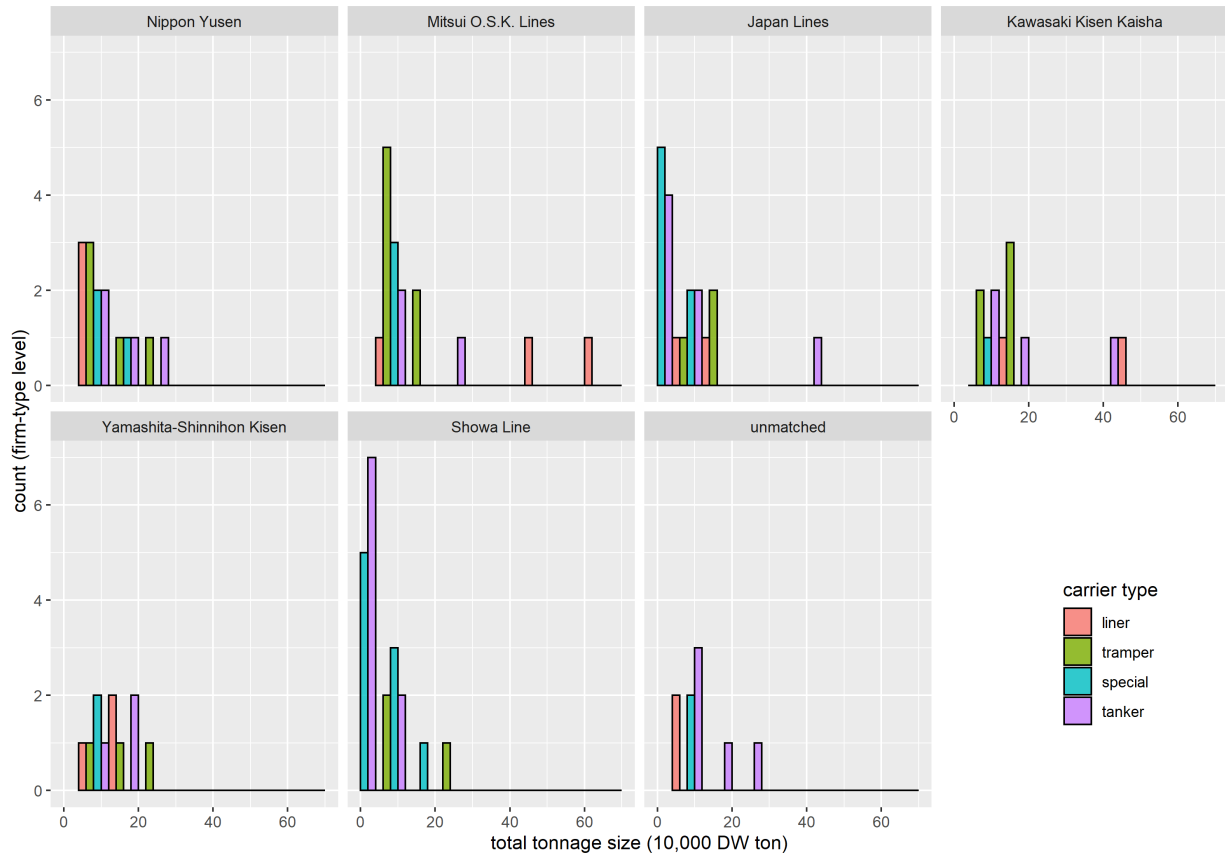 Nippon Yusen
Mitsui O.S.K. Lines
Japan Lines
Kawasaki Kisen Kaisha
6
4
2
0
0 20 40 60
Yamashita-Shinnihon Kisen
Showa Line
unmatched
6
4
2
0
0 20 40 60
0 20 40 60
0 20 40 60
count (firm-type level)
total tonnage size (10,000 DW ton)
carrier type
liner
tramper
special
tanker